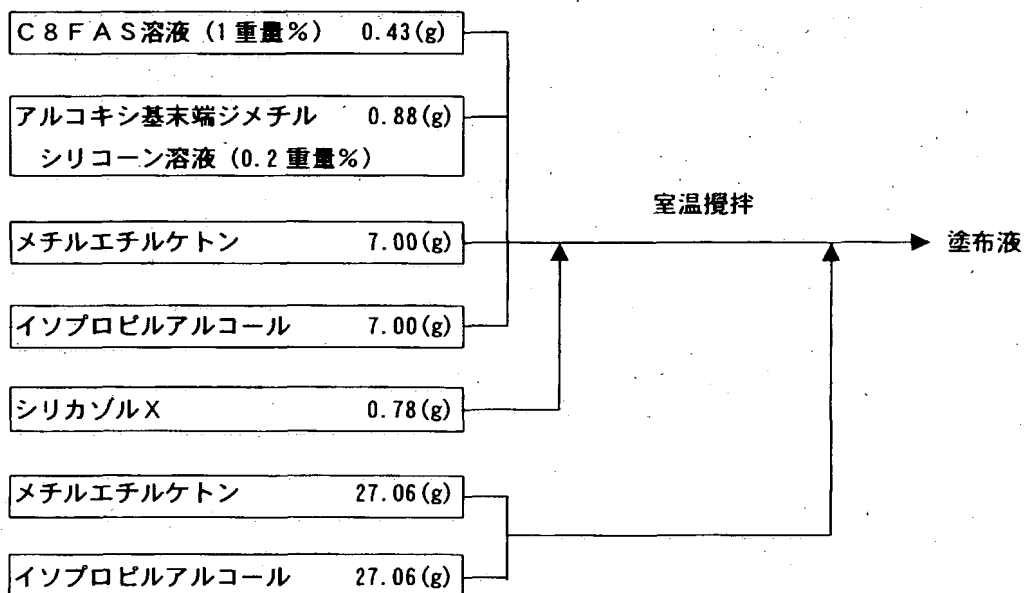 C8FAS溶液（1重量％） 0.43(g)
アルコキシ基末端ジメチル 0.88(g)
シリコーン溶液（0.2重量％）
メチルエチルケトン 7.00(g)
イソプロピルアルコール 7.00(g)
シリカゾルX 0.78(g)
メチルエチルケトン 27.06(g)
イソプロピルアルコール 27.06(g)
室温攪拌
塗布液